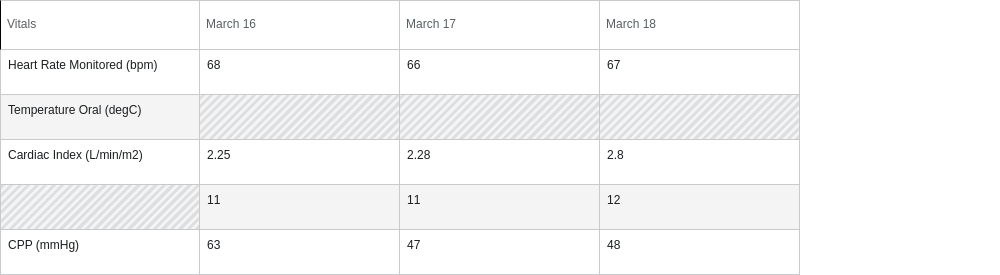 Vitals March 16 March 17 March 18
Heart Rate Monitored (bpm) 68 66 67
Temperature Oral (degC)
Cardiac Index (L/min/m2) 2.25 2.28 2.8
11 11 12
CPP (mmHg) 63 47 48